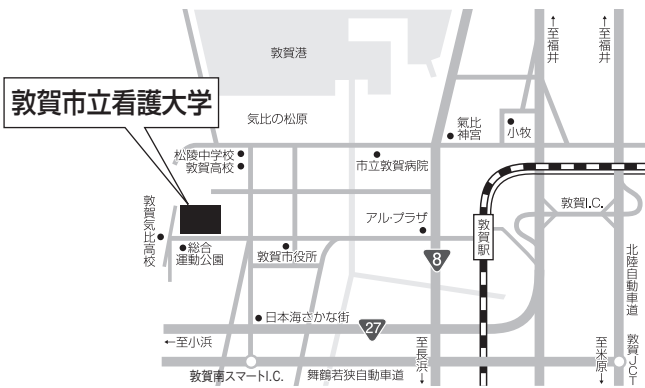 ←至福井
←至福井
敦賀港
敦賀市立看護大学
気比の松原
氣比
神宮
小牧
松陵中学校
敦賀高校
市立敦賀病院
敦賀気比高校
総合
運動公園
敦賀市役所
アル・プラザ
敦賀駅
敦賀I.C.
8
北陸自動車道
日本海さかな街
27
←至小浜
至長浜→
至米原→
敦賀JCT
敦賀南スマートI.C.
舞鶴若狭自動車道